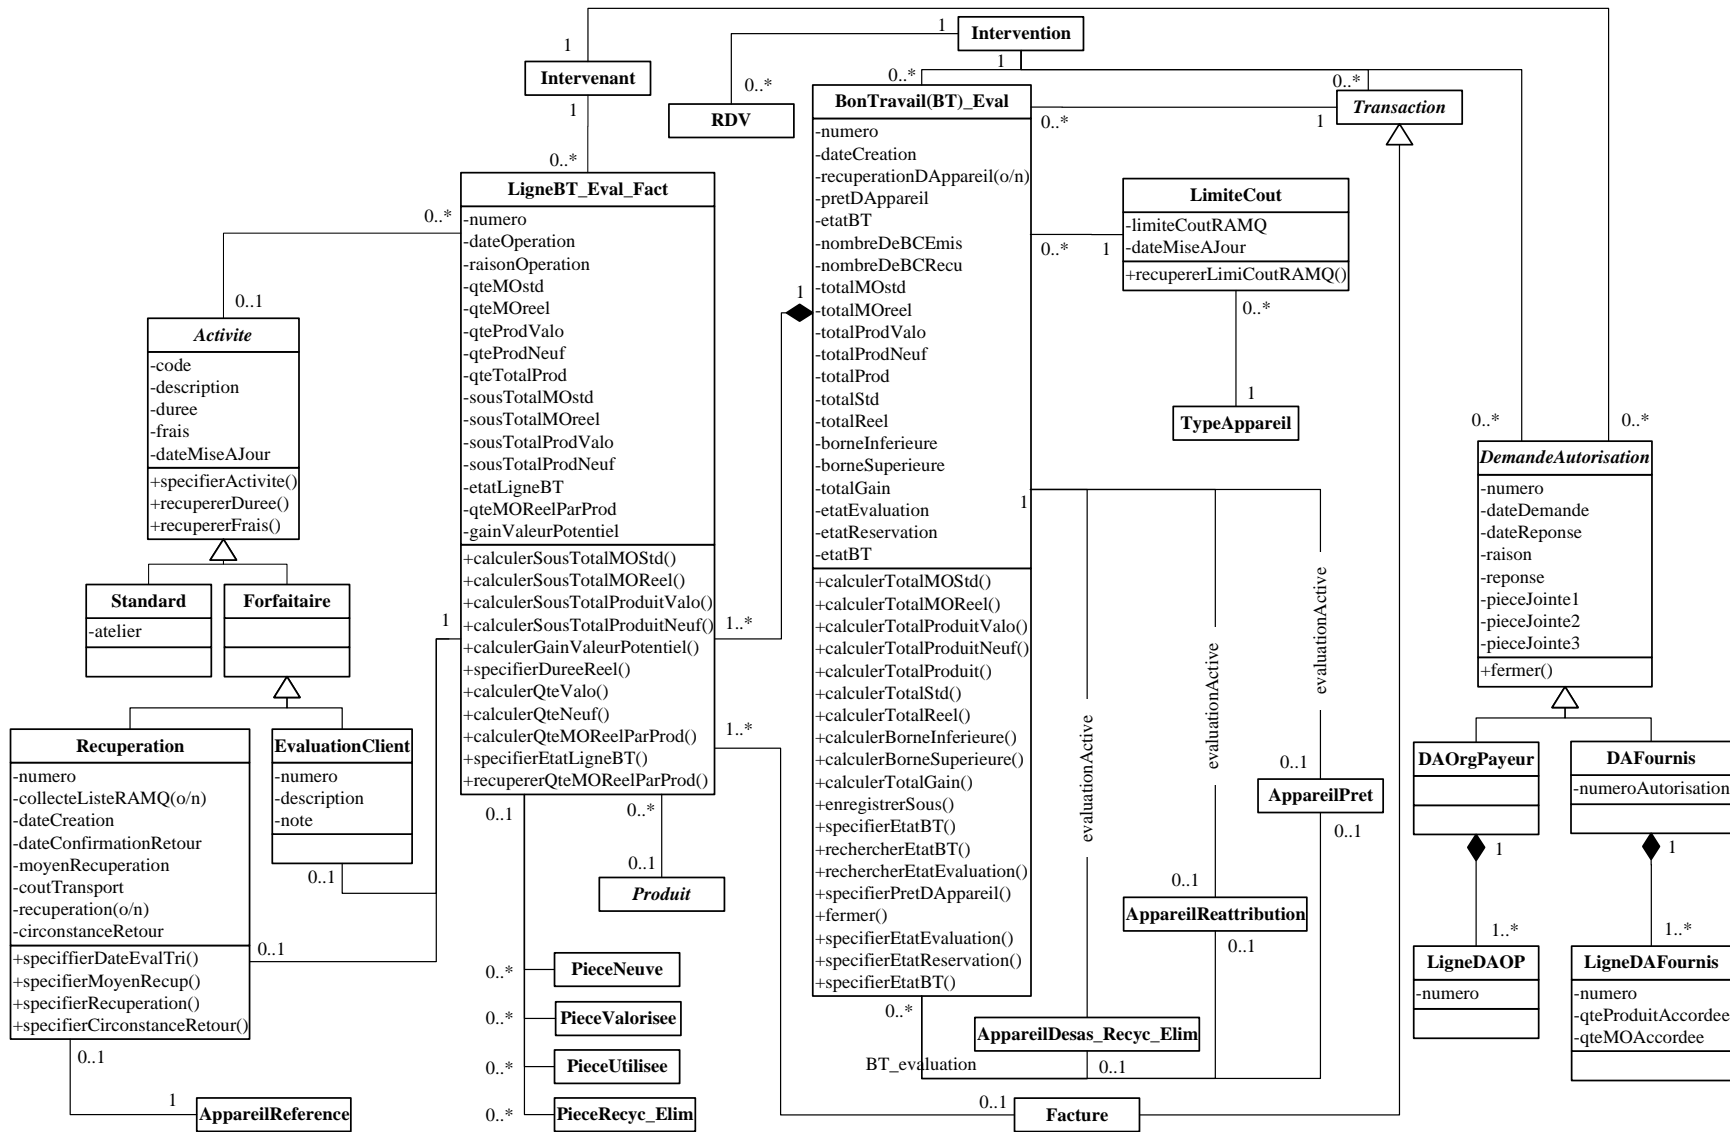 Intervenant
1
1
0..*
Intervention
1
1
0..*
RDV
0..*
0..*
Transaction
0..*
1
LigneBT_Eval_Fact
-numero
-dateOperation
-raisonOperation
-qteMOstd
-qteMOreel
-qteProdValo
-qteProdNeuf
-qteTotalProd
-sousTotalMOstd
-sousTotalMOreel
-sousTotalProdValo
-sousTotalProdNeuf
-etatLigneBT
-qteMOReelParProd
-gainValeurPotentiel
+calculerSousTotalMOStd()
+calculerSousTotalMOReel()
+calculerSousTotalProduitValo()
+calculerSousTotalProduitNeuf()
+calculerGainValeurPotentiel()
+specifierDureeReel()
+calculerQteValo()
+calculerQteNeuf()
+calculerQteMOReelParProd()
+specifierEtatLigneBT()
+recupererQteMOReelParProd()
0..*
0..1
1
1..*
1..*
1
0..1
0..*
BonTravail(BT)_Eval
-numero
-dateCreation
-recuperationDAppareil(o/n)
-pretDAppareil
-etatBT
-nombreDeBCEmis
-nombreDeBCRecu
-totalMOstd
-totalMOreel
-totalProdValo
-totalProdNeuf
-totalProd
-totalStd
-totalReel
-borneInferieure
-borneSuperieure
-totalGain
-etatEvaluation
-etatReservation
-etatBT
+calculerTotalMOStd()
+calculerTotalMOReel()
+calculerTotalProduitValo()
+calculerTotalProduitNeuf()
+calculerTotalProduit()
+calculerTotalStd()
+calculerTotalReel()
+calculerBorneInferieure()
+calculerBorneSuperieure()
+calculerTotalGain()
+enregistrerSous()
+specifierEtatBT()
+rechercherEtatBT()
+rechercherEtatEvaluation()
+specifierPretDAppareil()
+fermer()
+specifierEtatEvaluation()
+specifierEtatReservation()
+specifierEtatBT()
0..*
BT_evaluation
1
LimiteCout
-limiteCoutRAMQ
-dateMiseAJour
+recupererLimiCoutRAMQ()
0..*
1
0..*
1
TypeAppareil
Activite
-code
-description
-duree
-frais
-dateMiseAJour
+specifierActivite()
+recupererDuree()
+recupererFrais()
Standard
-atelier
Forfaitaire
Recuperation
-numero
-collecteListeRAMQ(o/n)
-dateCreation
-dateConfirmationRetour
-moyenRecuperation
-coutTransport
-recuperation(o/n)
-circonstanceRetour
+speciffierDateEvalTri()
+specifierMoyenRecup()
+specifierRecuperation()
+specifierCirconstanceRetour()
0..1
0..1
1
AppareilReference
EvaluationClient
-numero
-description
-note
0..1
0..1
Produit
0..*
PieceNeuve
0..*
PieceValorisee
0..*
PieceUtilisee
0..*
PieceRecyc_Elim
evaluationActive
evaluationActive
evaluationActive
0..1
AppareilPret
0..1
0..1
AppareilReattribution
0..1
AppareilDesas_Recyc_Elim
0..1
0..1
Facture
0..*
0..*
DemandeAutorisation
-numero
-dateDemande
-dateReponse
-raison
-reponse
-pieceJointe1
-pieceJointe2
-pieceJointe3
+fermer()
DAOrgPayeur
1
1..*
LigneDAOP
-numero
DAFournis
-numeroAutorisation
1
1..*
LigneDAFournis
-numero
-qteProduitAccordee
-qteMOAccordee